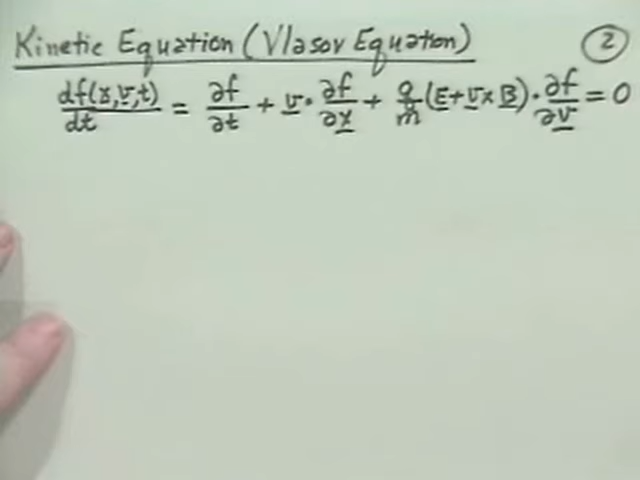 Kinetic Equation (Vlasov Equation) 2
df(x,v,t)/dt = ∂f/∂t + v · ∂f/∂x + q/m (E + v × B) · ∂f/∂v = 0